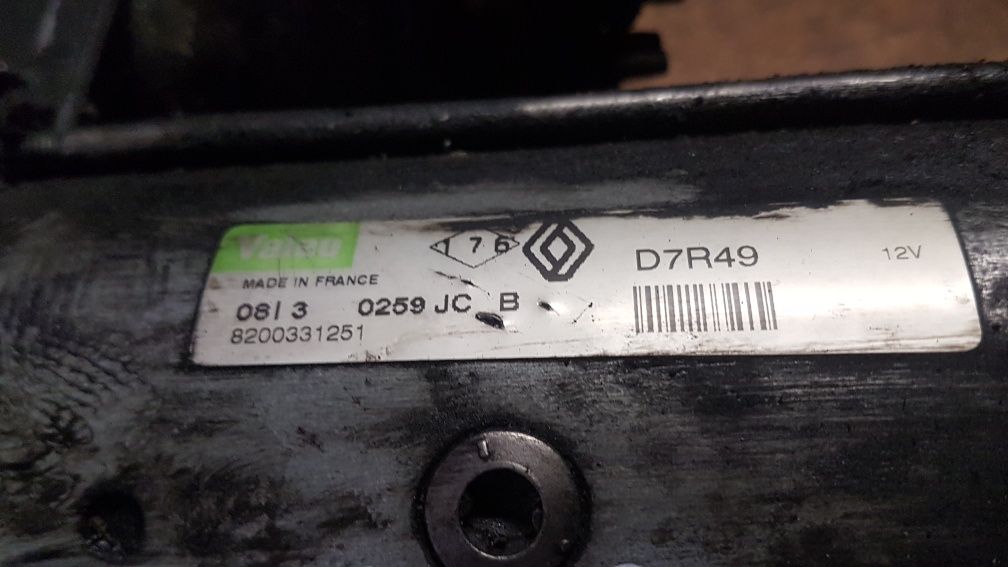 Valeo
176
D7R49
12V
MADE IN FRANCE
08I 3 0259 JC B
8200331251